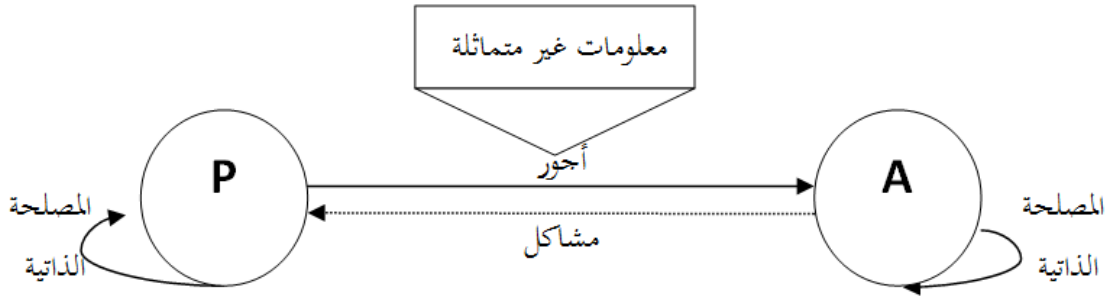 معلومات غير متماثلة
أجور
P
A
المصلحة
الذاتية
المصلحة
الذاتية
مشاكل